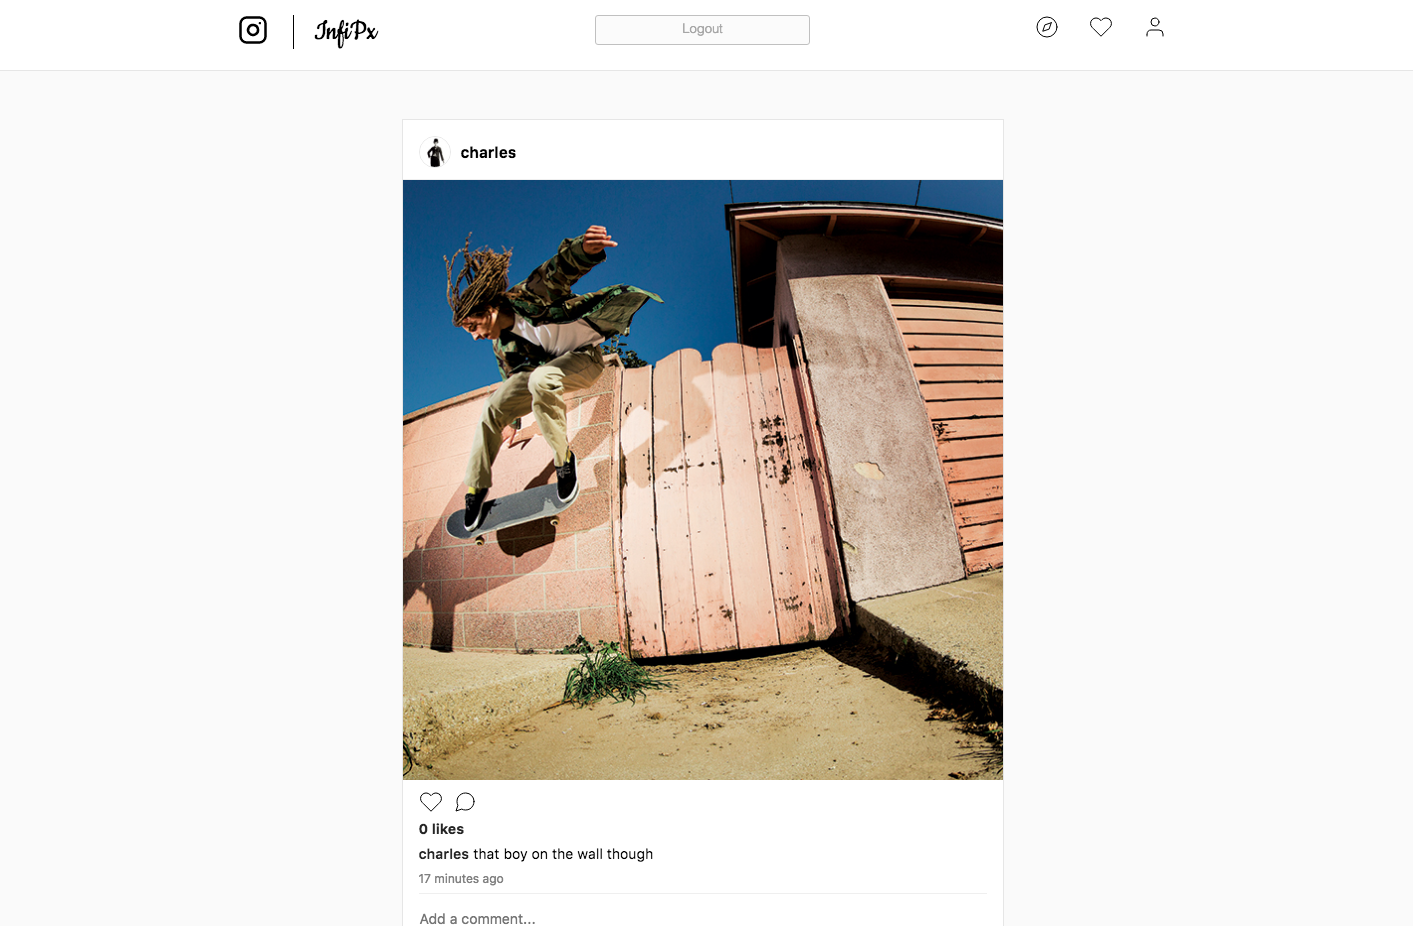 InfiPx
Logout
charles
0 likes
charles that boy on the wall though
17 minutes ago
Add a comment...